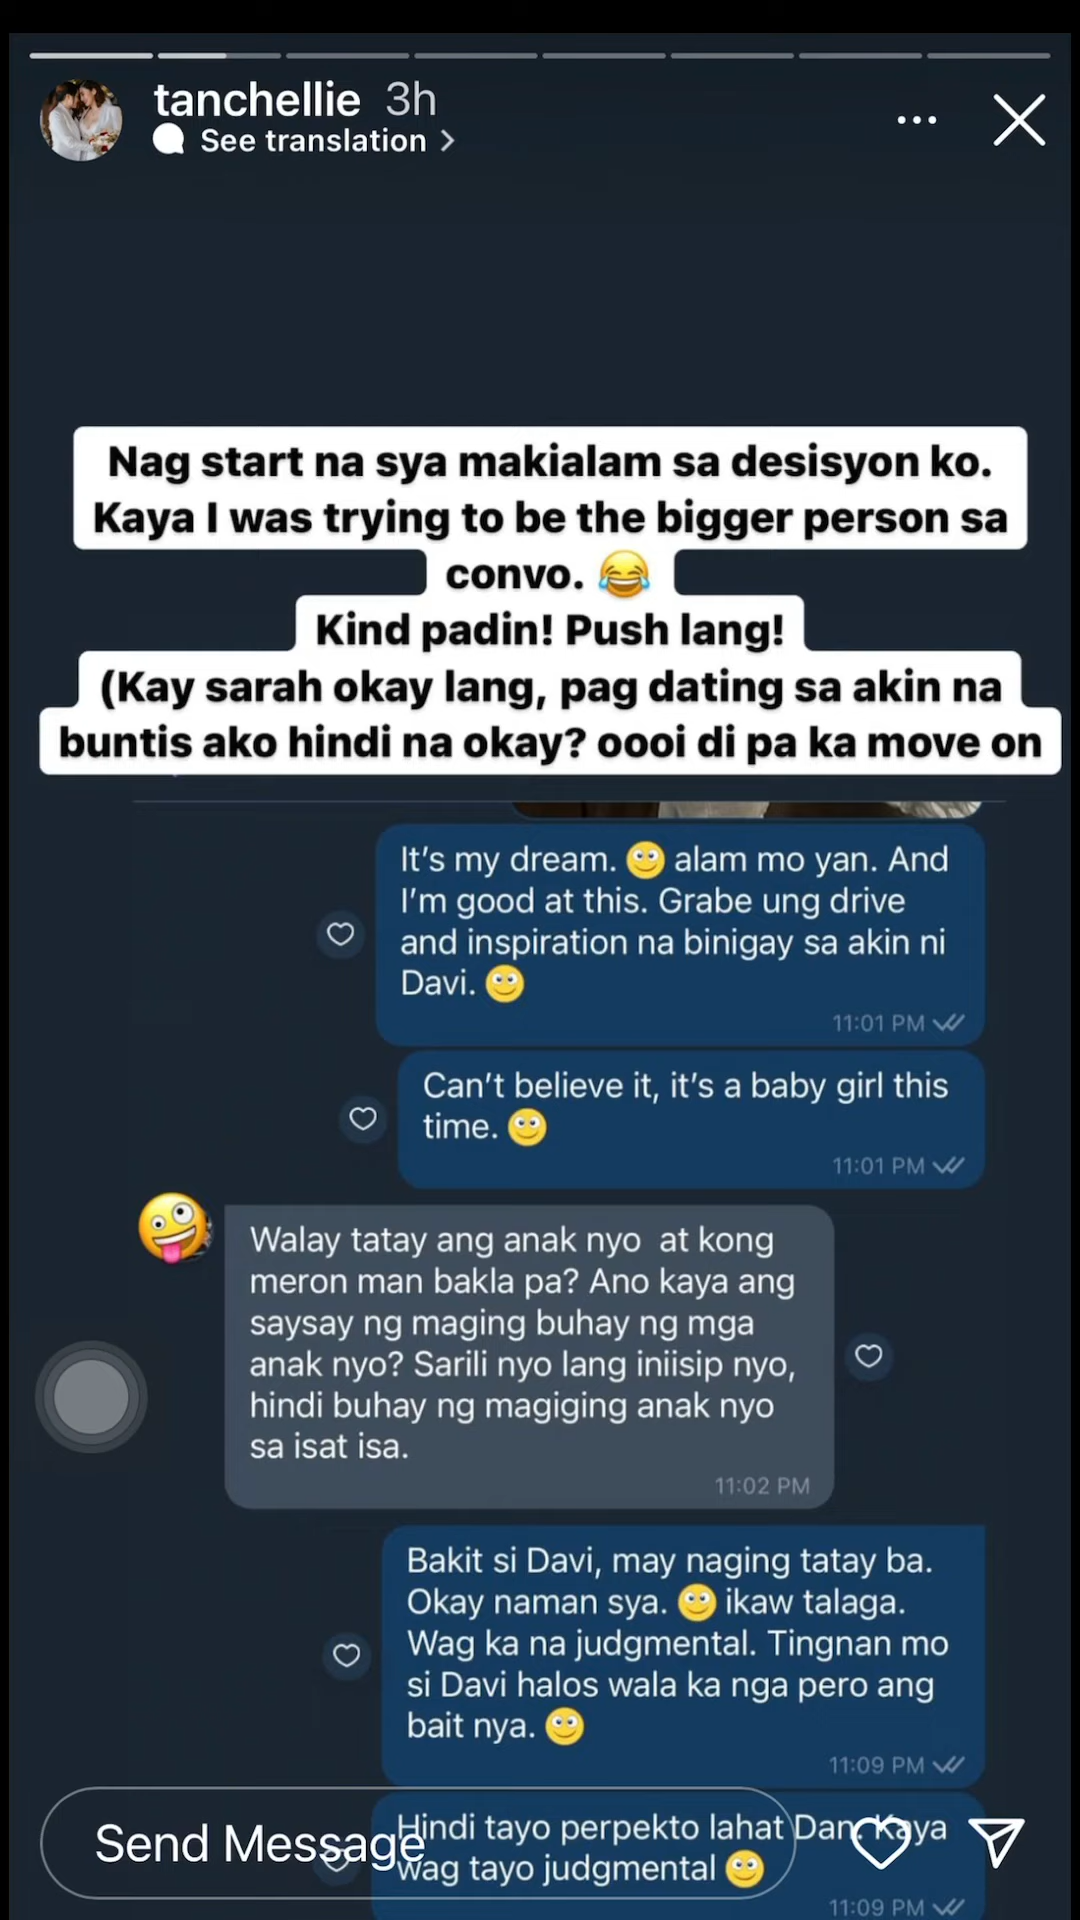 tanchellie 3h
See translation >
Nag start na sya makialam sa desisyon ko.
Kaya I was trying to be the bigger person sa
convo. 😂
Kind padin! Push lang!
(Kay sarah okay lang, pag dating sa akin na
buntis ako hindi na okay? oooi di pa ka move on
It's my dream. 🙂 alam mo yan. And
I'm good at this. Grabe ung drive
and inspiration na binigay sa akin ni
Davi. 🙂
11:01 PM
Can't believe it, it's a baby girl this
time. 🙂
11:01 PM
Walay tatay ang anak nyo at kong
meron man bakla pa? Ano kaya ang
saysay ng maging buhay ng mga
anak nyo? Sarili nyo lang iniisip nyo,
hindi buhay ng magiging anak nyo
sa isat isa.
11:02 PM
Bakit si Davi, may naging tatay ba.
Okay naman sya. 🙂 ikaw talaga.
Wag ka na judgmental. Tingnan mo
si Davi halos wala ka nga pero ang
bait nya. 🙂
11:09 PM
Hindi tayo perpekto lahat Dan. Kaya
wag tayo judgmental 🙂
11:09 PM
Send Message